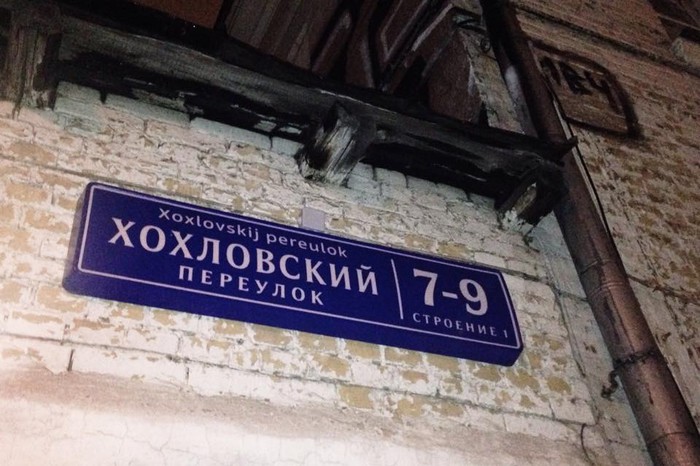 Xoxlovskij pereulok
ХОХЛОВСКИЙ
ПЕРЕУЛОК
7-9
СТРОЕНИЕ 1